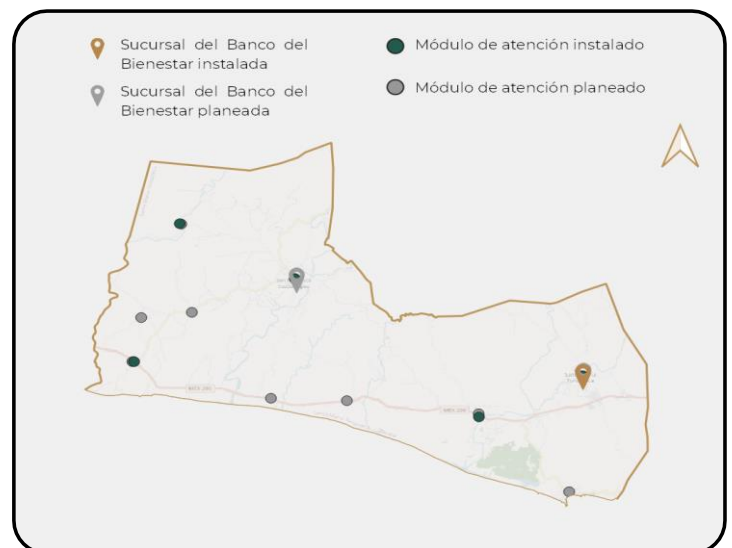 Sucursal del Banco del
Bienestar instalada
Sucursal del Banco del
Bienestar planeada
Módulo de atención instalado
Módulo de atención planeado